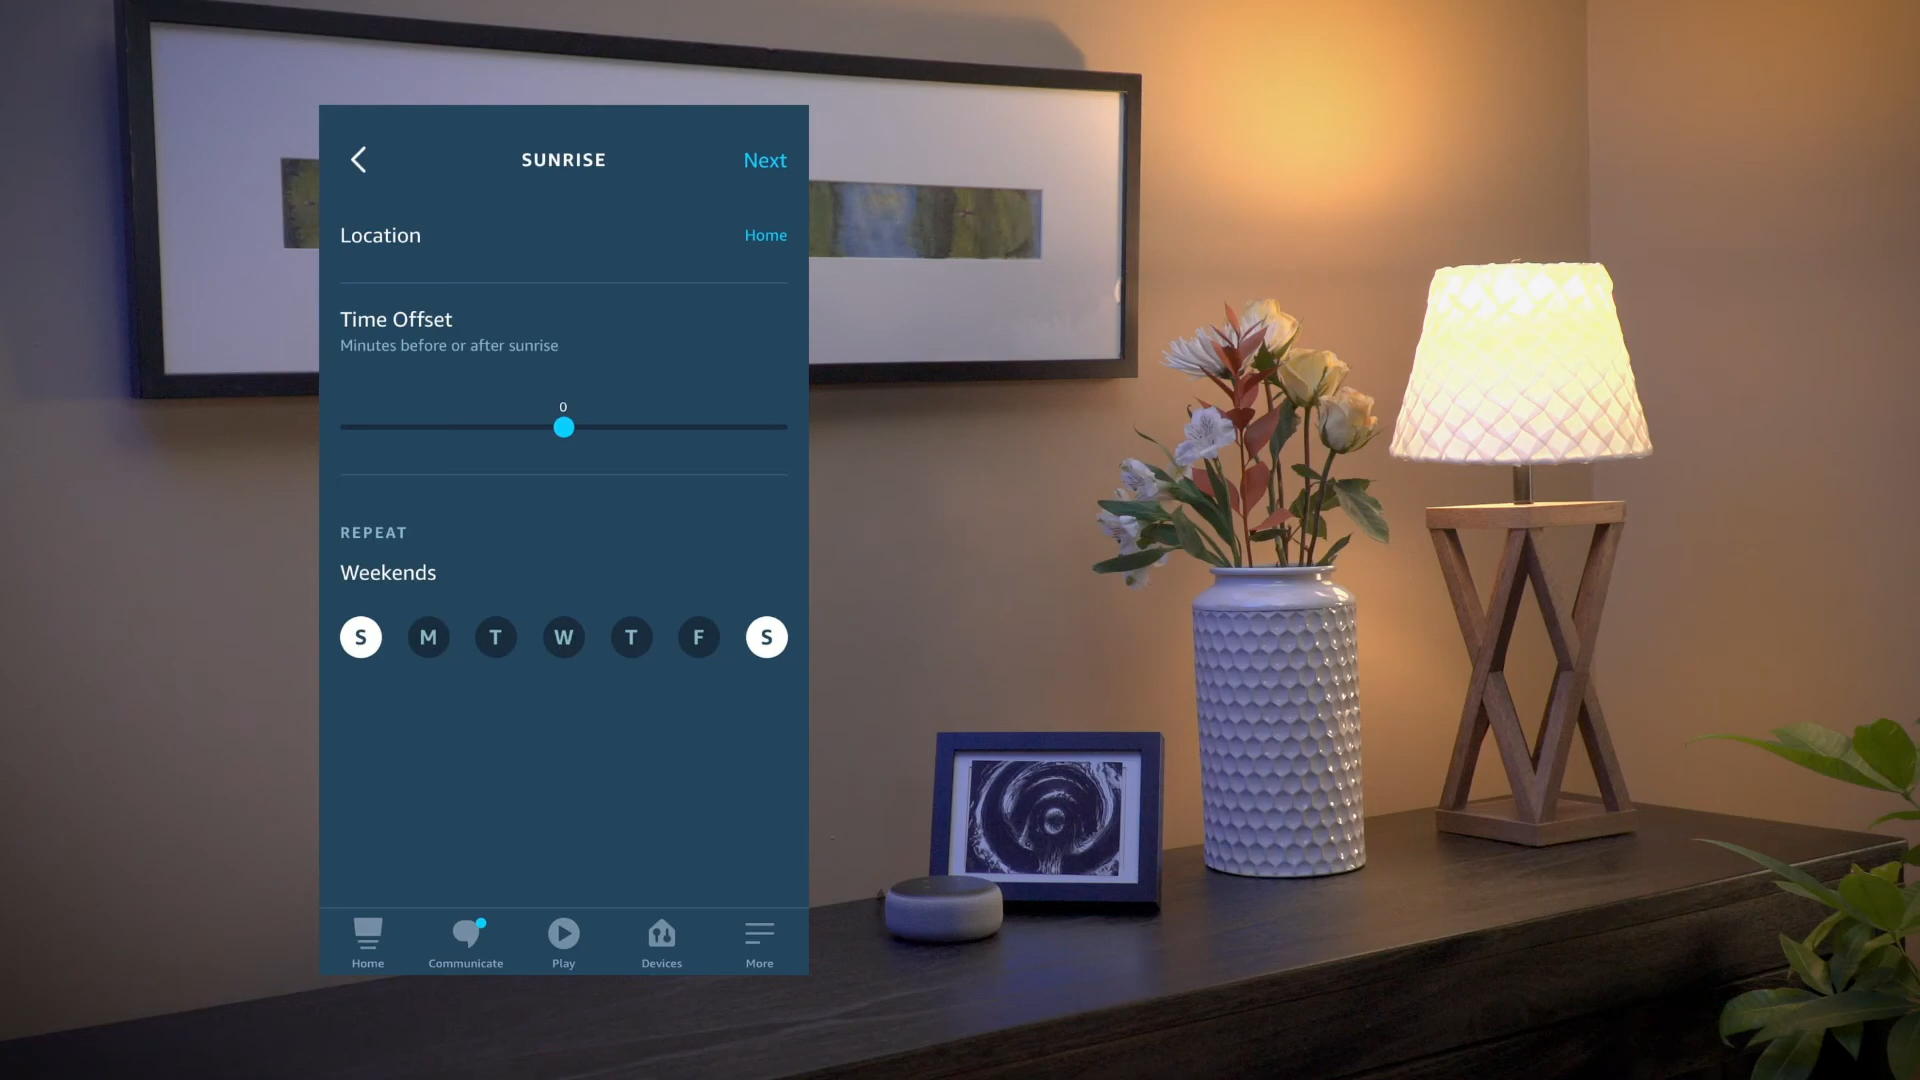 SUNRISE
Next
Location
Home
Time Offset
Minutes before or after sunrise
0
REPEAT
Weekends
S M T W T F S
Home
Communicate
Play
Devices
More